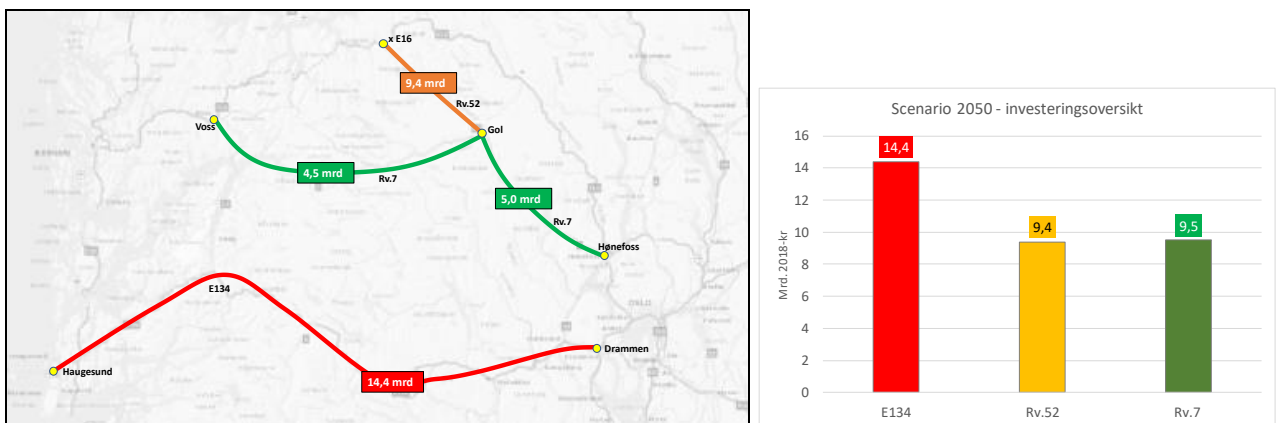 x E16
9,4 mrd
Rv.52
Voss
Gol
4,5 mrd
Rv.7
5,0 mrd
Rv.7
Hønefoss
E134
Haugesund
14,4 mrd
Drammen
Scenario 2050 - investeringsoversikt
Mrd. 2018-kr
16
14
12
10
8
6
4
2
0
14,4
9,4
9,5
E134
Rv.52
Rv.7